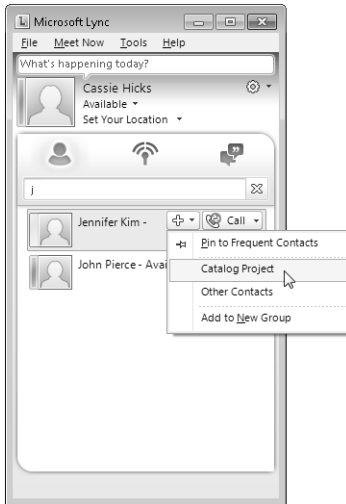 Microsoft Lync
File Meet Now Tools Help
What's happening today?
Cassie Hicks
Available
Set Your Location
j
Jennifer Kim - Call
Pin to Frequent Contacts
John Pierce - Avai
Catalog Project
Other Contacts
Add to New Group